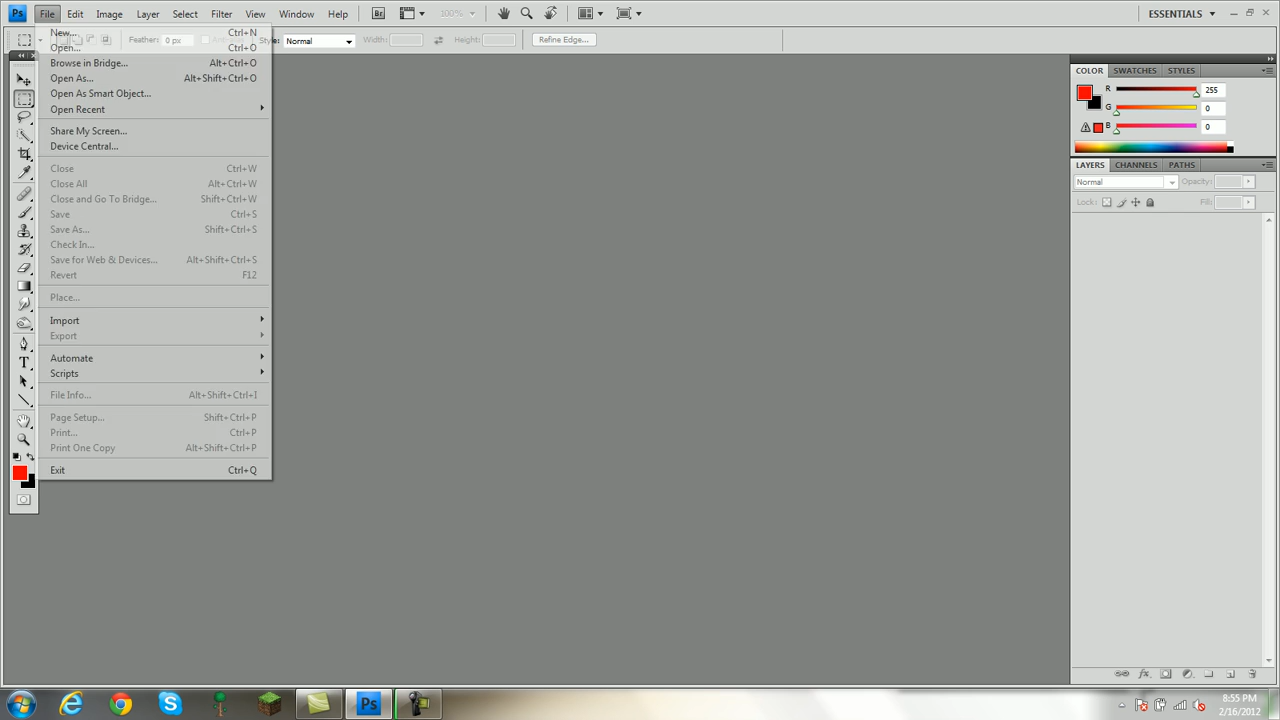 Ps File Edit Image Layer Select Filter View Window Help Br 100% ESSENTIALS
Feather: 0 px Style: Normal Width: Height: Refine Edge...
New... Ctrl+N
Open... Ctrl+O
Browse in Bridge... Alt+Ctrl+O
Open As... Alt+Shift+Ctrl+O
Open As Smart Object...
Open Recent
Share My Screen...
Device Central...
Close Ctrl+W
Close All Alt+Ctrl+W
Close and Go To Bridge... Shift+Ctrl+W
Save Ctrl+S
Save As... Shift+Ctrl+S
Check In...
Save for Web & Devices... Alt+Shift+Ctrl+S
Revert F12
Place...
Import
Export
Automate
Scripts
File Info... Alt+Shift+Ctrl+I
Page Setup... Shift+Ctrl+P
Print... Ctrl+P
Print One Copy Alt+Shift+Ctrl+P
Exit Ctrl+Q
T
COLOR SWATCHES STYLES
R 255
G 0
B 0
LAYERS CHANNELS PATHS
Normal Opacity:
Lock: Fill:
fx
Ps
8:55 PM
2/16/2012